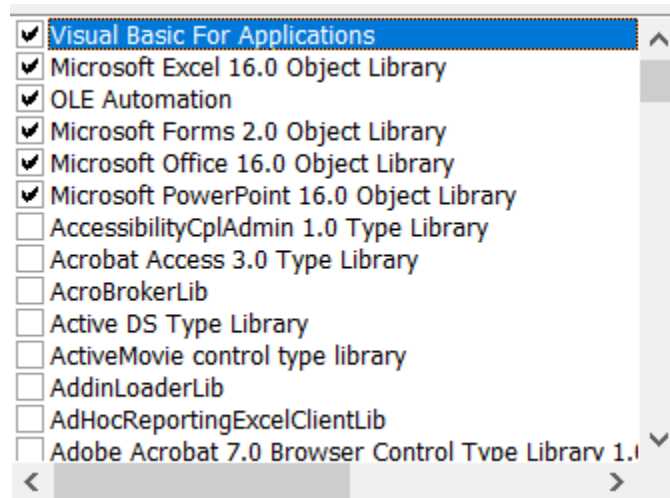 Visual Basic For Applications
Microsoft Excel 16.0 Object Library
OLE Automation
Microsoft Forms 2.0 Object Library
Microsoft Office 16.0 Object Library
Microsoft PowerPoint 16.0 Object Library
AccessibilityCplAdmin 1.0 Type Library
Acrobat Access 3.0 Type Library
AcroBrokerLib
Active DS Type Library
ActiveMovie control type library
AddinLoaderLib
AdHocReportingExcelClientLib
Adobe Acrobat 7.0 Browser Control Type Library 1.